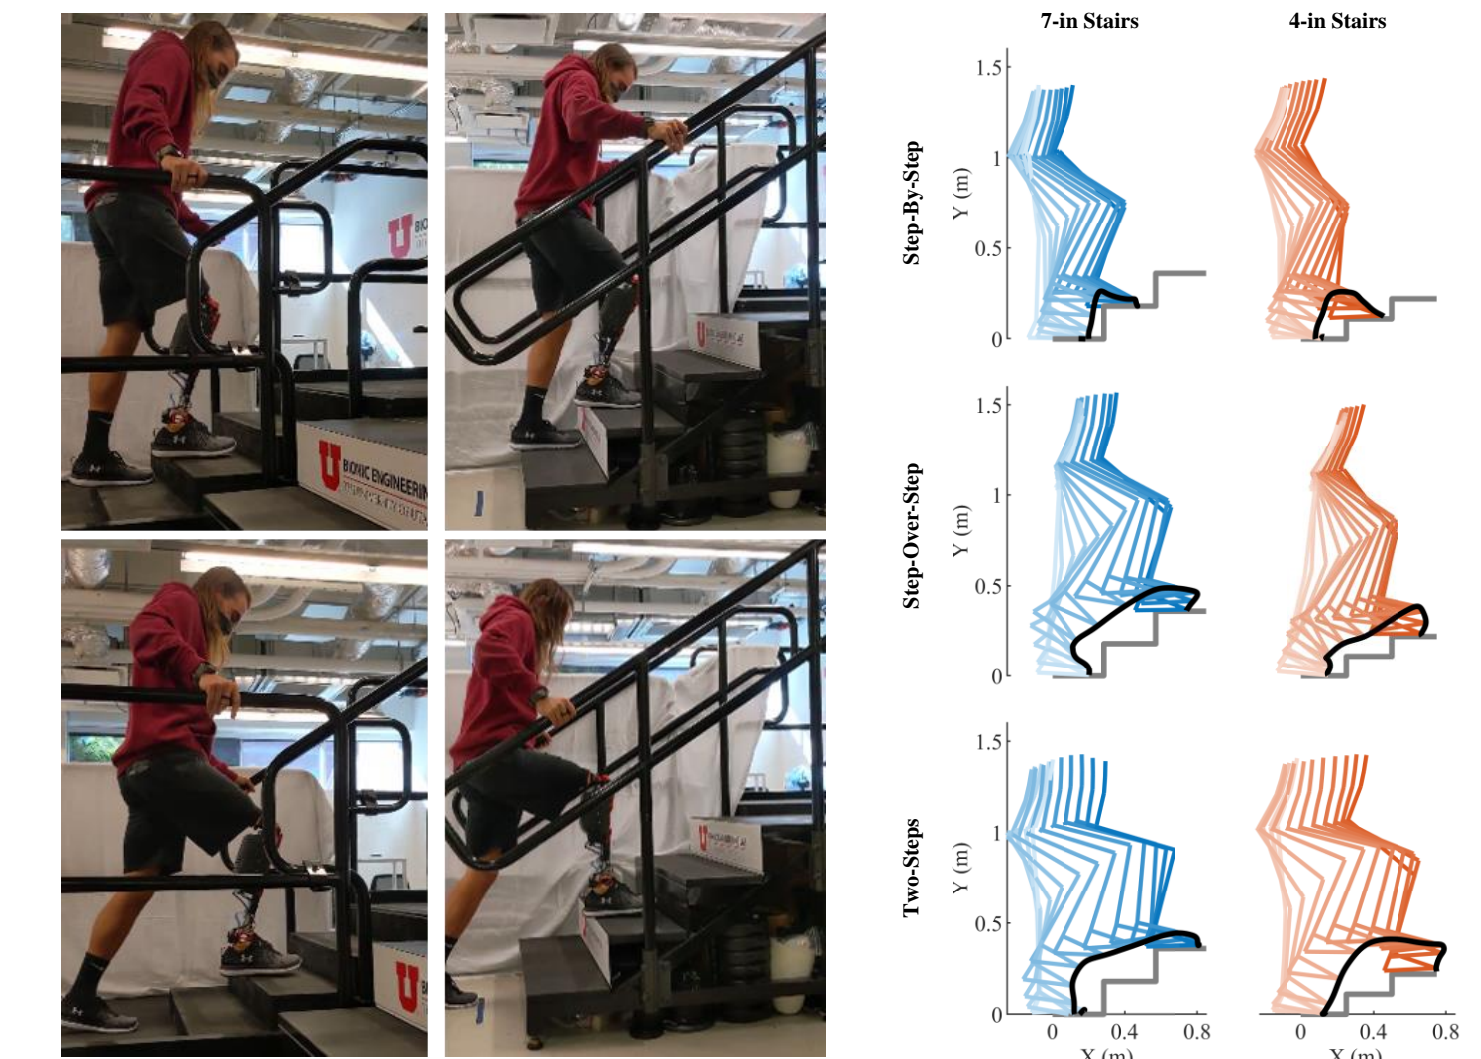 7-in Stairs 4-in Stairs
Step-By-Step
Y (m)
1.5
1
0.5
0
Step-Over-Step
Y (m)
1.5
1
0.5
0
Two-Steps
Y (m)
1.5
1
0.5
0
0 0.4 0.8 0 0.4 0.8
X (m) X (m)
U
BIO
U
BIONIC ENGINEERIN
U
U
U
B
U